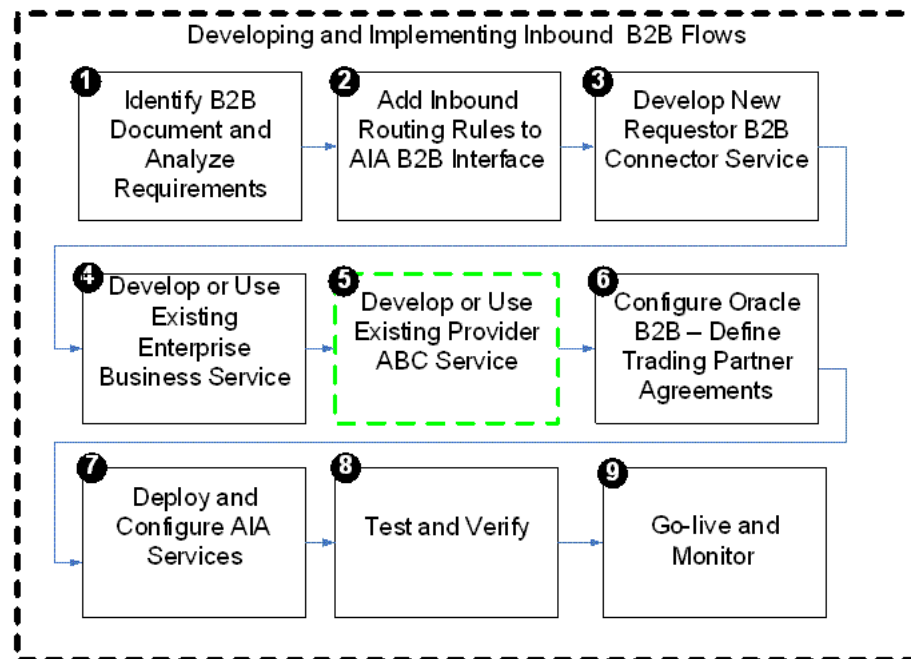 Developing and Implementing Inbound B2B Flows
1
Identify B2B
Document and
Analyze
Requirements
2
Add Inbound
Routing Rules to
AIA B2B Interface
3
Develop New
Requestor B2B
Connector Service
4
Develop or Use
Existing
Enterprise
Business Service
5
Develop or Use
Existing Provider
ABC Service
6
Configure Oracle
B2B – Define
Trading Partner
Agreements
7
Deploy and
Configure AIA
Services
8
Test and Verify
9
Go-live and
Monitor